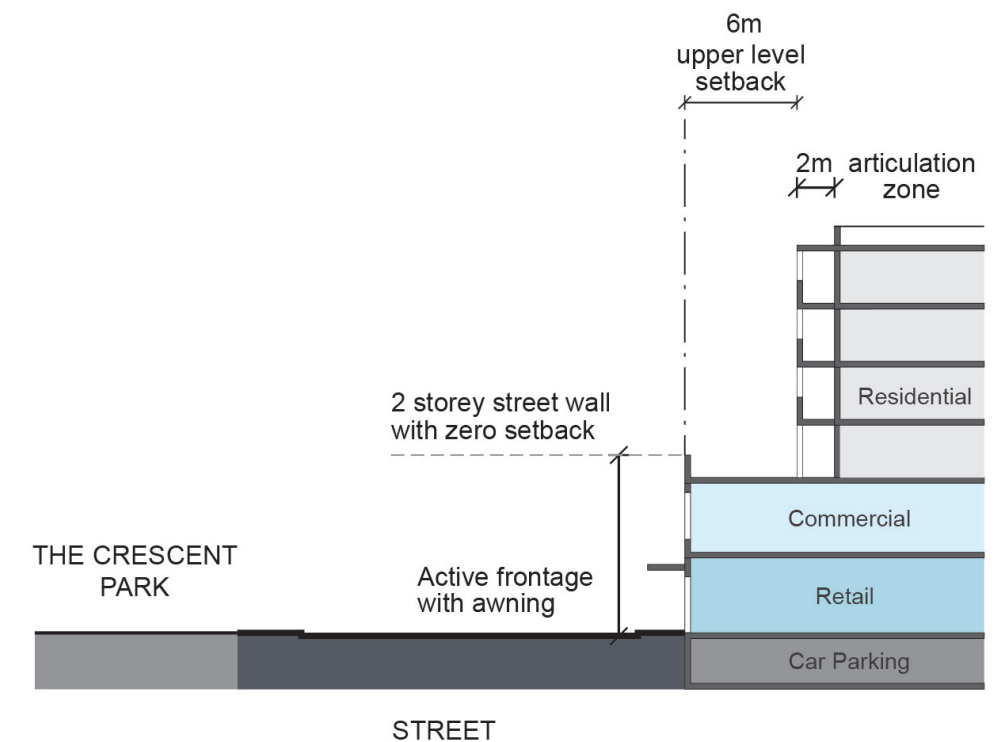 6m
upper level
setback
2m articulation
zone
Residential
2 storey street wall
with zero setback
Commercial
THE CRESCENT
PARK
Active frontage
with awning
Retail
Car Parking
STREET